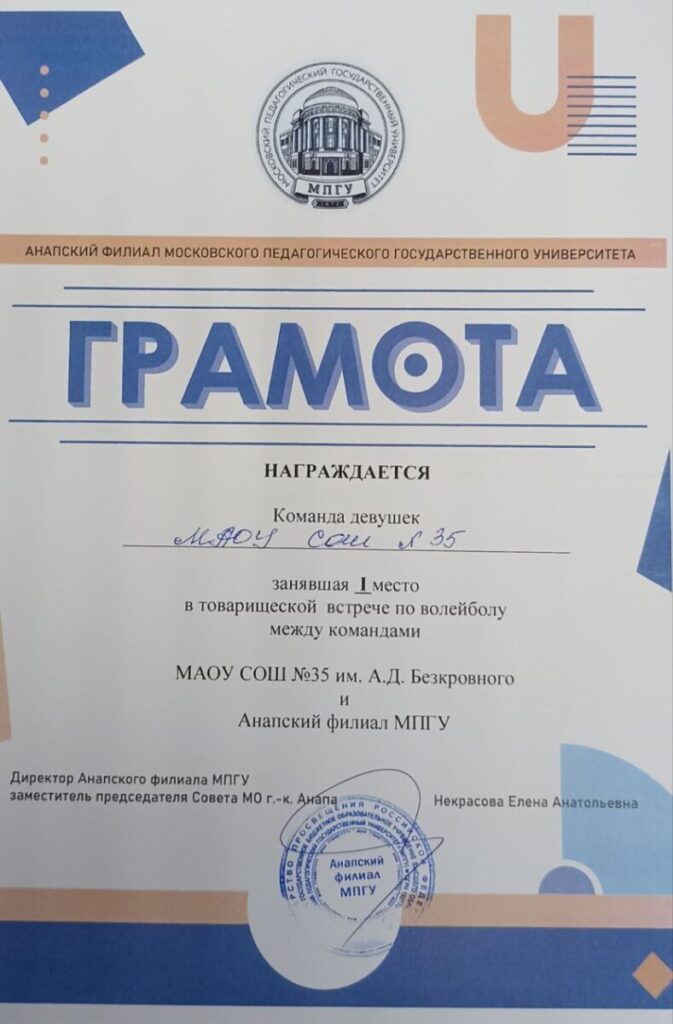 МОСКОВСКИЙ ПЕДАГОГИЧЕСКИЙ ГОСУДАРСТВЕННЫЙ УНИВЕРСИТЕТ
МПГУ
1872
АНАПСКИЙ ФИЛИАЛ МОСКОВСКОГО ПЕДАГОГИЧЕСКОГО ГОСУДАРСТВЕННОГО УНИВЕРСИТЕТА
ГРАМОТА
НАГРАЖДАЕТСЯ
Команда девушек
МАОУ СОШ №35
занявшая I место
в товарищеской встрече по волейболу
между командами
МАОУ СОШ №35 им. А.Д. Безкровного
и
Анапский филиал МПГУ
Директор Анапского филиала МПГУ
заместитель председателя Совета МО г.-к. Анапа
Некрасова Елена Анатольевна
Анапский
филиал
МПГУ